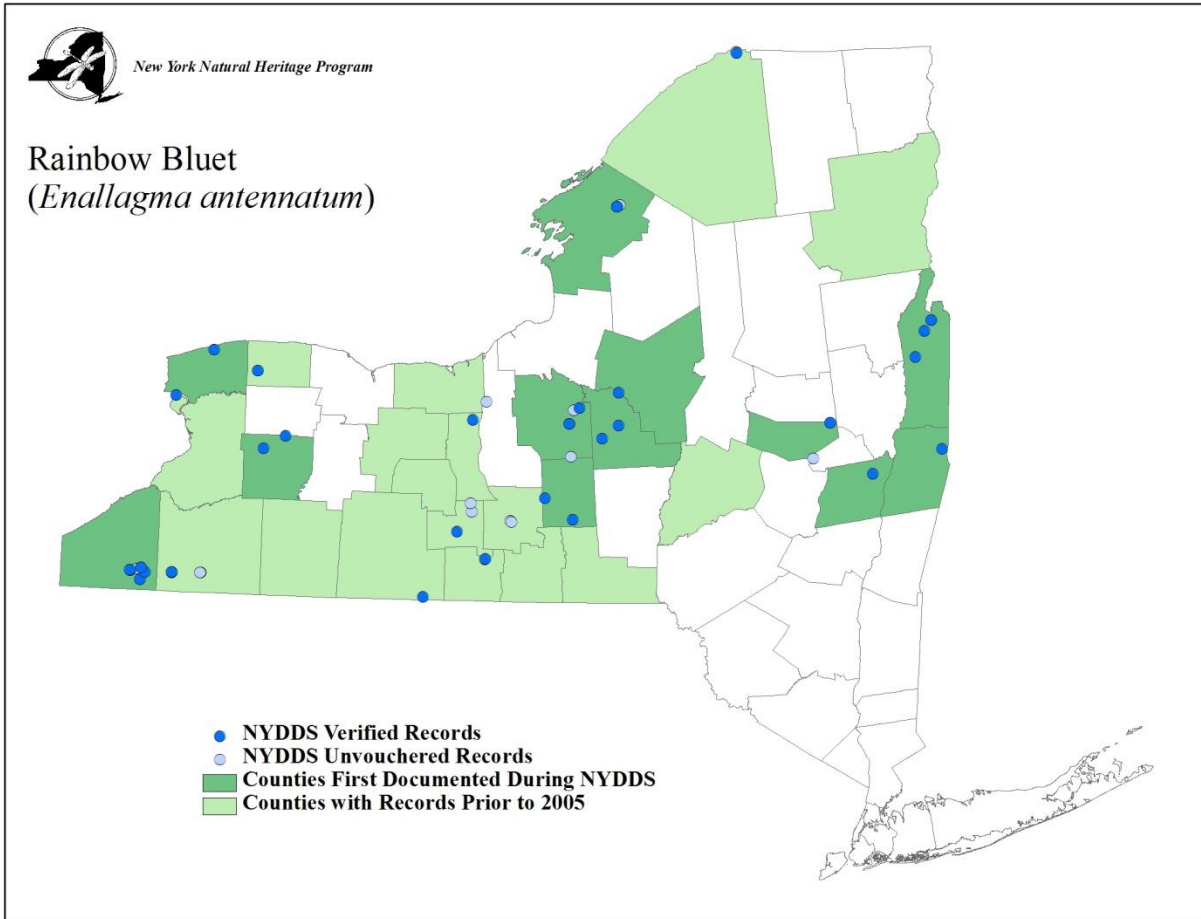 New York Natural Heritage Program
Rainbow Bluet
(Enallagma antennatum)
NYDDS Verified Records
NYDDS Unvouchered Records
Counties First Documented During NYDDS
Counties with Records Prior to 2005